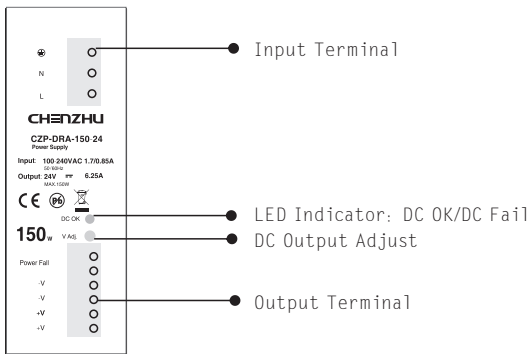 Input Terminal
N
L
CHENZHU
CZP-DRA-150-24
Power Supply
Input: 100-240VAC 1.7/0.85A
50/60Hz
Output: 24V 6.25A
MAX.150W
CE Pb
DC OK
LED Indicator: DC OK/DC Fail
150W V Adj.
DC Output Adjust
Power Fail
-V
-V
Output Terminal
+V
+V